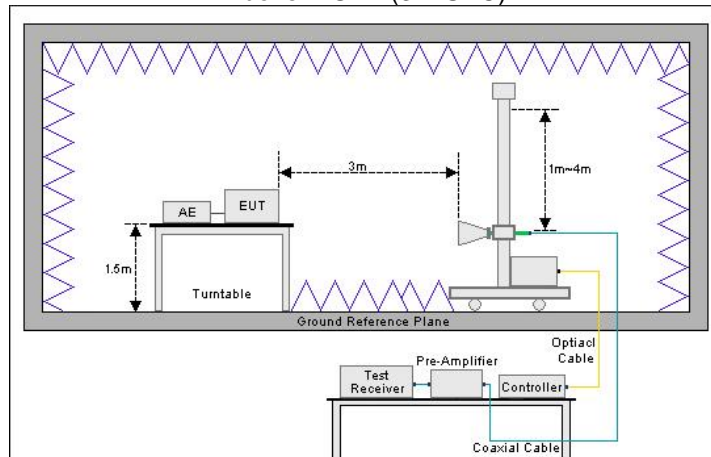 3m
1m~4m
AE
EUT
1.5m
Turntable
Ground Reference Plane
Optiacl
Cable
Pre-Amplifier
Test
Receiver
Controller
Coaxial Cable